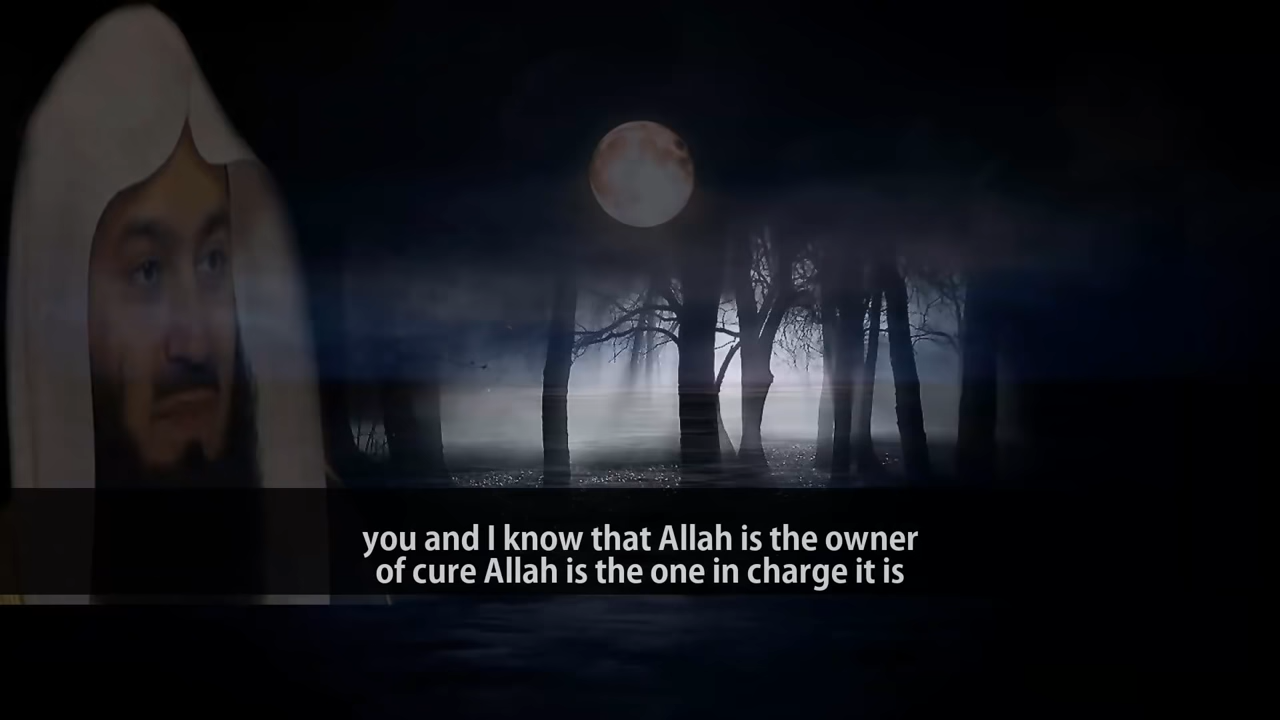 you and I know that Allah is the owner
of cure Allah is the one in charge it is